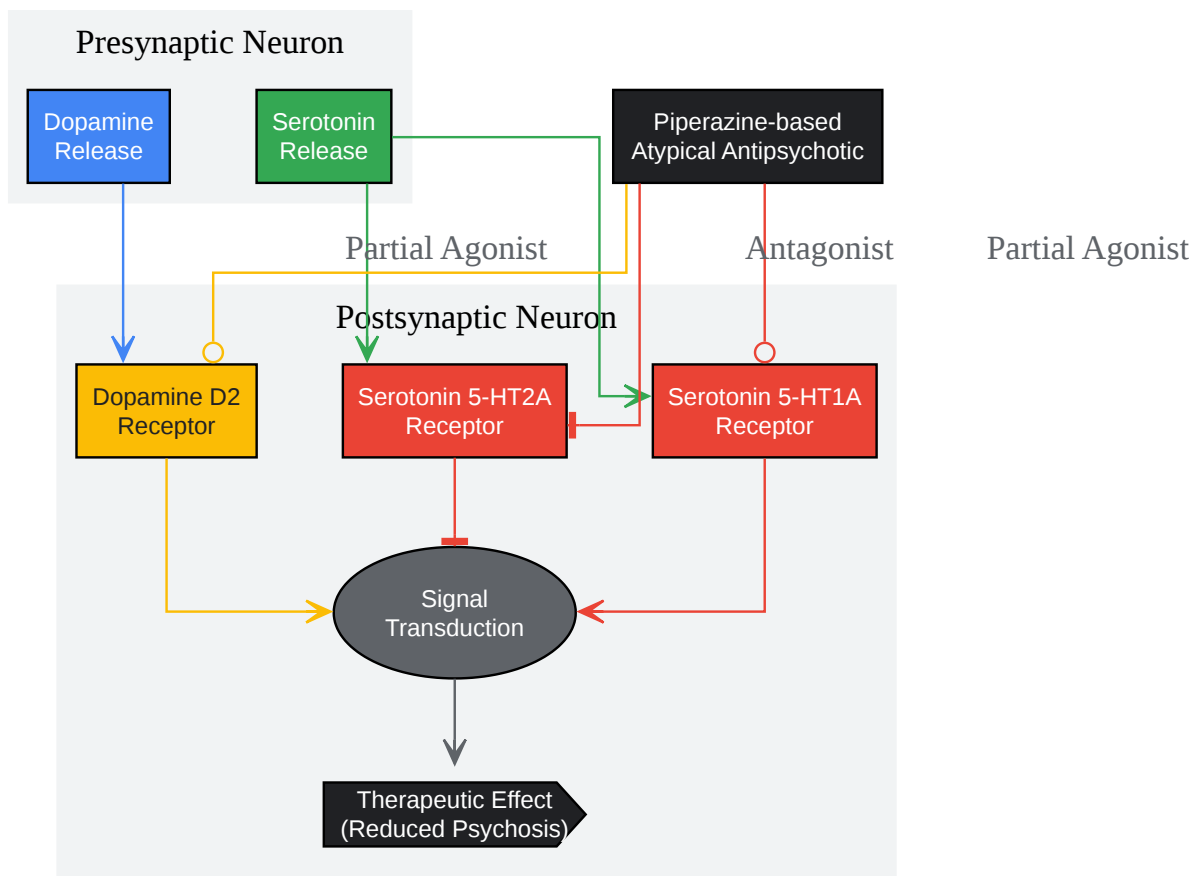 Presynaptic Neuron
Dopamine
Release
Serotonin
Release
Piperazine-based
Atypical Antipsychotic
Partial Agonist
Antagonist
Partial Agonist
Postsynaptic Neuron
Dopamine D2
Receptor
Serotonin 5-HT2A
Receptor
Serotonin 5-HT1A
Receptor
Signal
Transduction
Therapeutic Effect
(Reduced Psychosis)